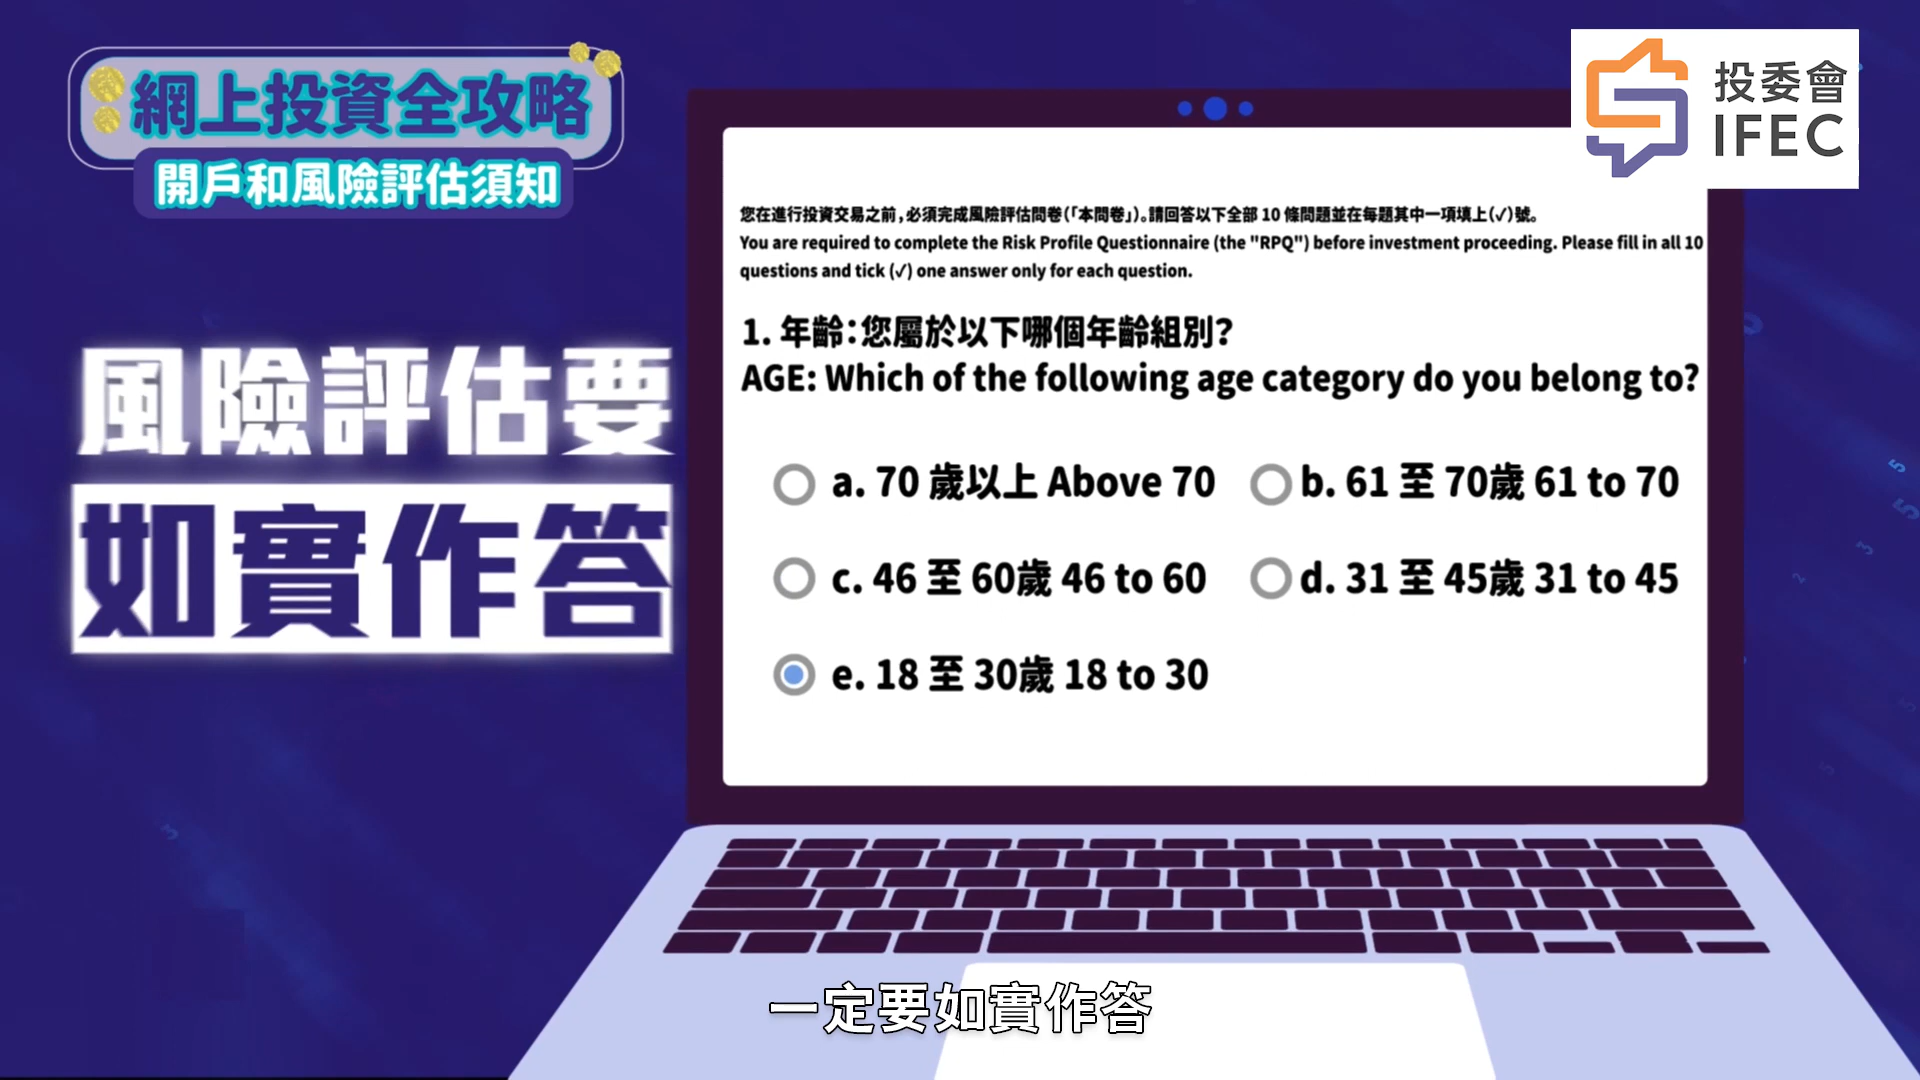 網上投資全攻略
開戶和風險評估須知
投委會
IFEC
風險評估要
如實作答
您在進行投資交易之前，必須完成風險評估問卷（「本問卷」）。請回答以下全部 10 條問題並在每題其中一項填上（✓）號。
You are required to complete the Risk Profile Questionnaire (the "RPQ") before investment proceeding. Please fill in all 10
questions and tick (✓) one answer only for each question.
1. 年齡：您屬於以下哪個年齡組別？
AGE: Which of the following age category do you belong to?
a. 70 歲以上 Above 70
b. 61 至 70歲 61 to 70
c. 46 至 60歲 46 to 60
d. 31 至 45歲 31 to 45
e. 18 至 30歲 18 to 30
一定要如實作答